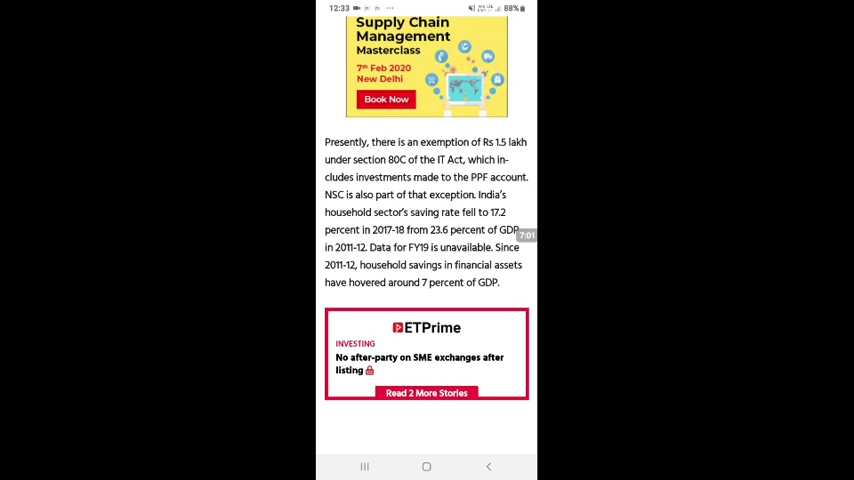 12:33
88%
Supply Chain
Management
Masterclass
7th Feb 2020
New Delhi
Book Now
Presently, there is an exemption of Rs 1.5 lakh
under section 80C of the IT Act, which in-
cludes investments made to the PPF account.
NSC is also part of that exception. India's
household sector's saving rate fell to 17.2
percent in 2017-18 from 23.6 percent of GDP
7:01
in 2011-12. Data for FY19 is unavailable. Since
2011-12, household savings in financial assets
have hovered around 7 percent of GDP.
ETPrime
INVESTING
No after-party on SME exchanges after
listing
Read 2 More Stories